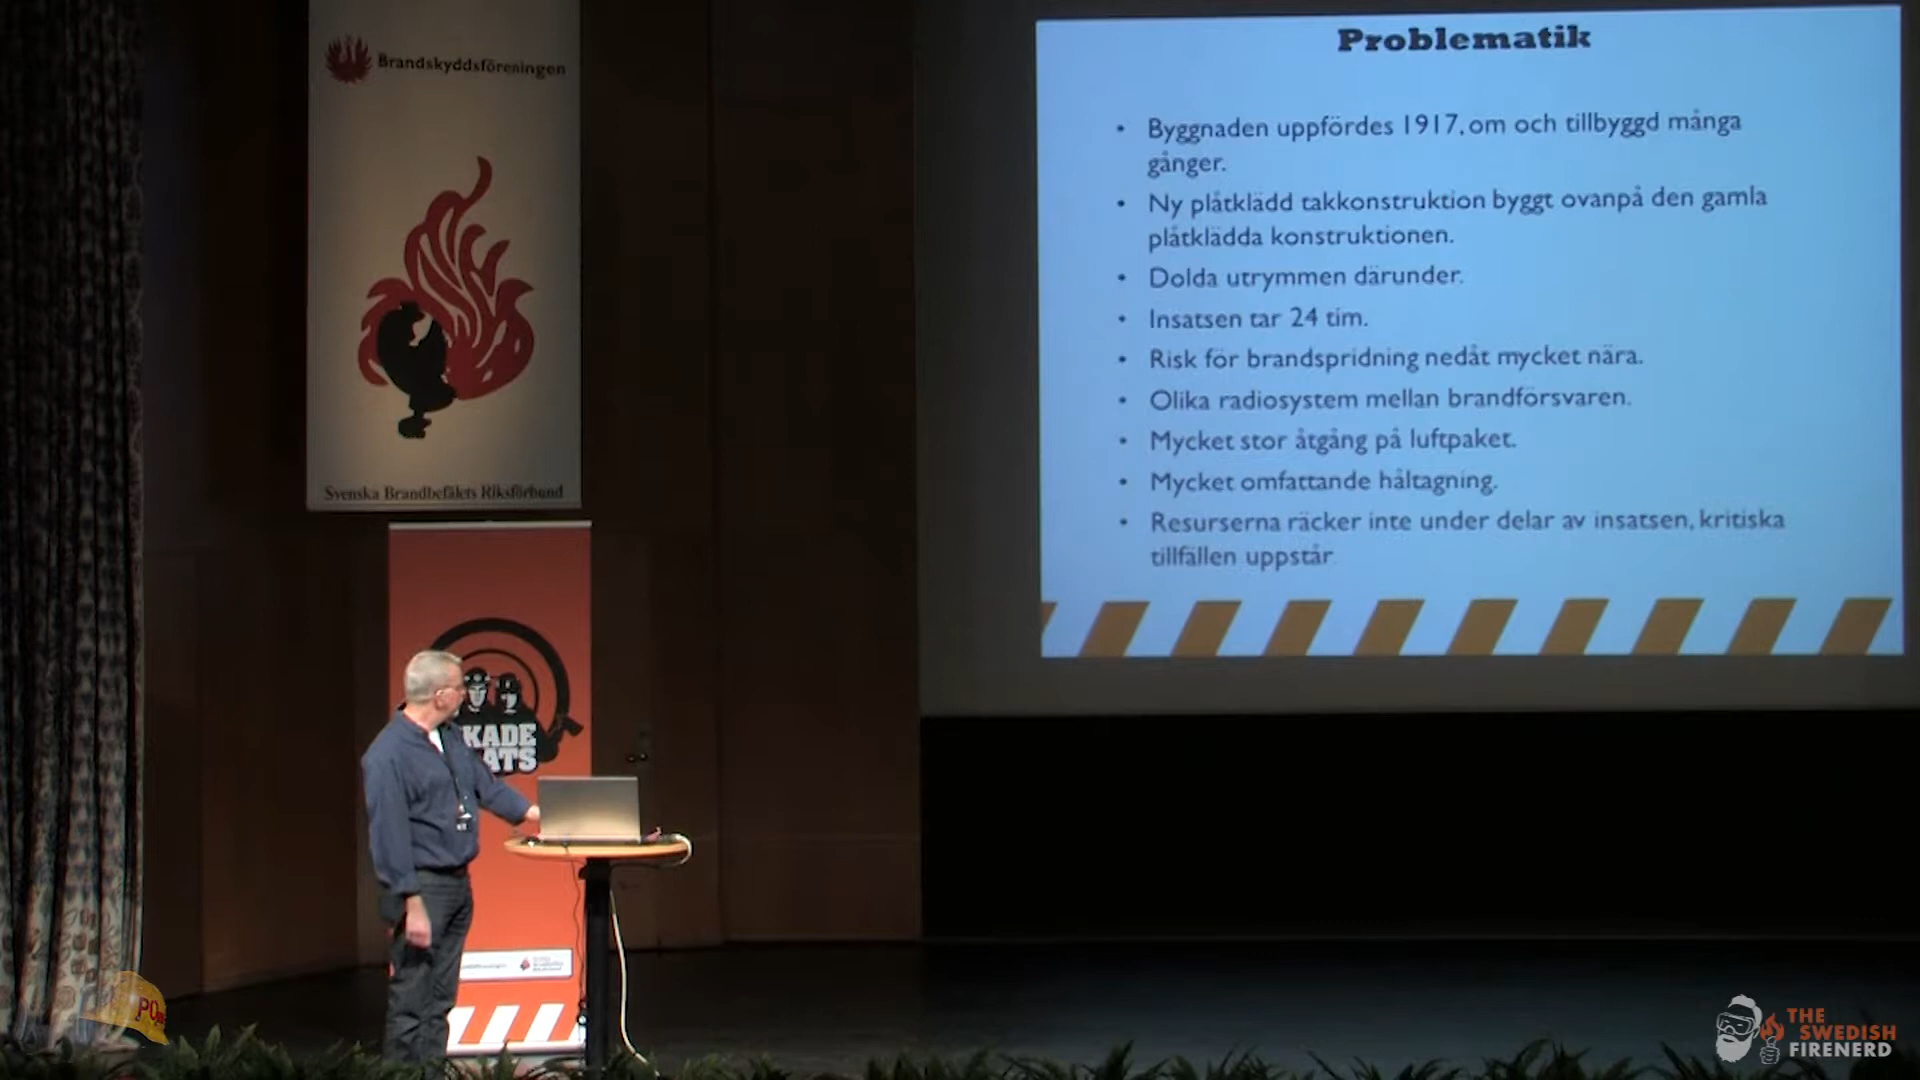 Brandskyddsföreningen
Svenska Brandbefälets Riksförbund
KADE
ATS
Problematik
• Byggnaden uppfördes 1917, om och tillbyggd många
gånger.
• Ny plåtklädd takkonstruktion byggt ovanpå den gamla
plåtklädda konstruktionen.
• Dolda utrymmen därunder.
• Insatsen tar 24 tim.
• Risk för brandspridning nedåt mycket nära.
• Olika radiosystem mellan brandförsvaren.
• Mycket stor åtgång på luftpaket.
• Mycket omfattande håltagning.
• Resurserna räcker inte under delar av insatsen, kritiska
tillfällen uppstår
THE
SWEDISH
FIRENERD